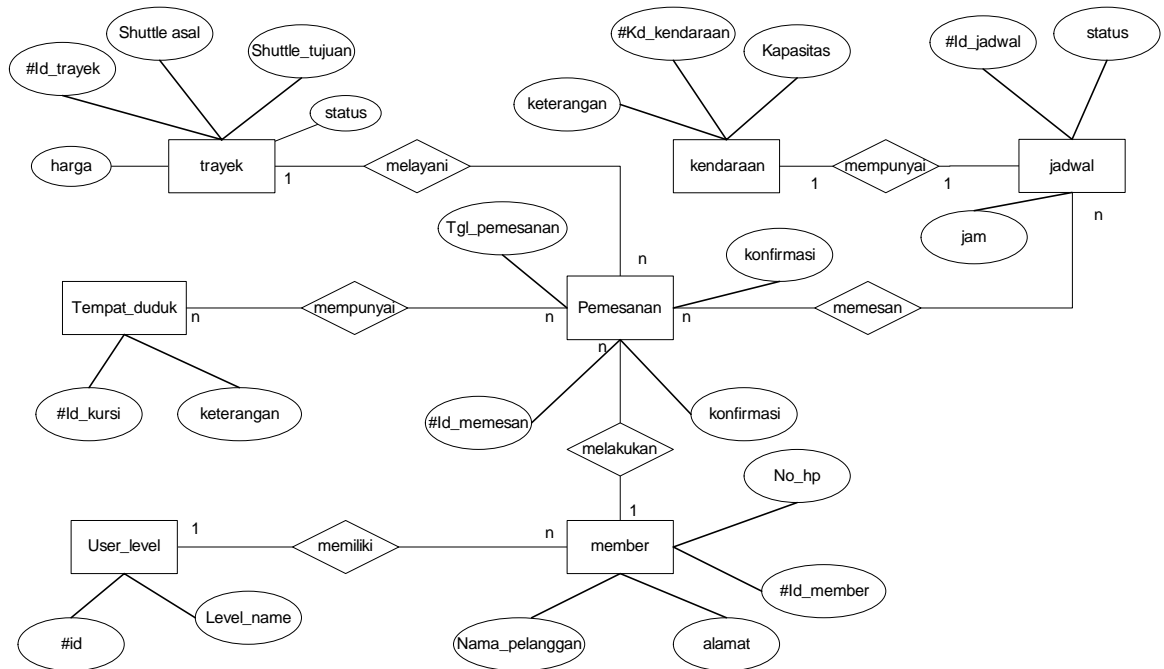 Shuttle asal
#Id_trayek
Shuttle_tujuan
status
harga
trayek
1
melayani
n
#Kd_kendaraan
Kapasitas
keterangan
kendaraan
1
mempunyai
1
#Id_jadwal
status
jadwal
n
jam
Tgl_pemesanan
konfirmasi
Tempat_duduk
n
mempunyai
n
Pemesanan
n
n
memesan
#Id_kursi
keterangan
#Id_memesan
konfirmasi
melakukan
1
No_hp
User_level
1
memiliki
n
member
#Id_member
#id
Level_name
Nama_pelanggan
alamat